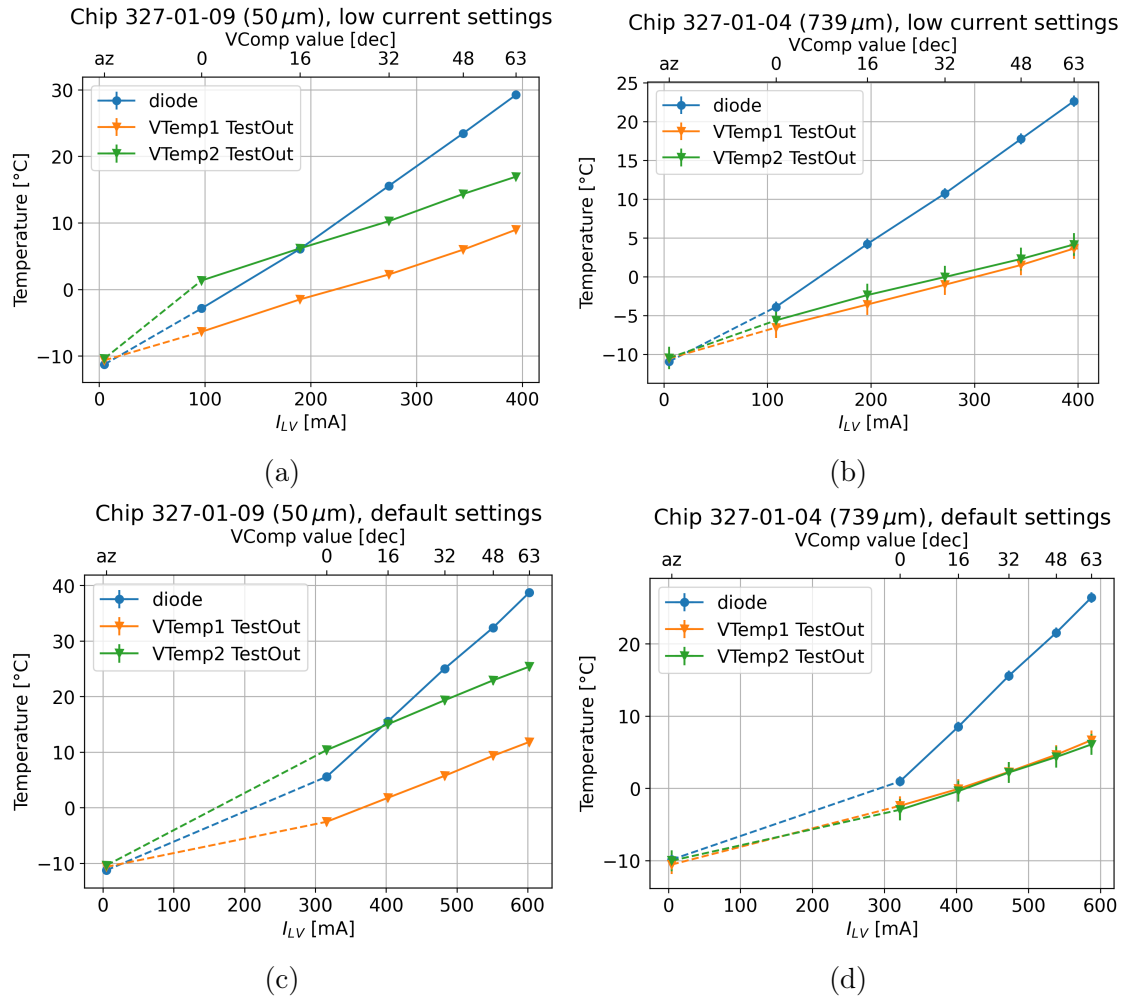 Chip 327-01-09 (50 μm), low current settings
VComp value [dec]
az 0 16 32 48 63
diode
VTemp1 TestOut
VTemp2 TestOut
Temperature [°C]
30
20
10
0
−10
0 100 200 300 400
I_LV [mA]
(a)
Chip 327-01-04 (739 μm), low current settings
VComp value [dec]
az 0 16 32 48 63
diode
VTemp1 TestOut
VTemp2 TestOut
Temperature [°C]
25
20
15
10
5
0
−5
−10
0 100 200 300 400
I_LV [mA]
(b)
Chip 327-01-09 (50 μm), default settings
VComp value [dec]
az 0 16 32 48 63
diode
VTemp1 TestOut
VTemp2 TestOut
Temperature [°C]
40
30
20
10
0
−10
0 100 200 300 400 500 600
I_LV [mA]
(c)
Chip 327-01-04 (739 μm), default settings
VComp value [dec]
az 0 16 32 48 63
diode
VTemp1 TestOut
VTemp2 TestOut
Temperature [°C]
20
10
0
−10
0 100 200 300 400 500 600
I_LV [mA]
(d)